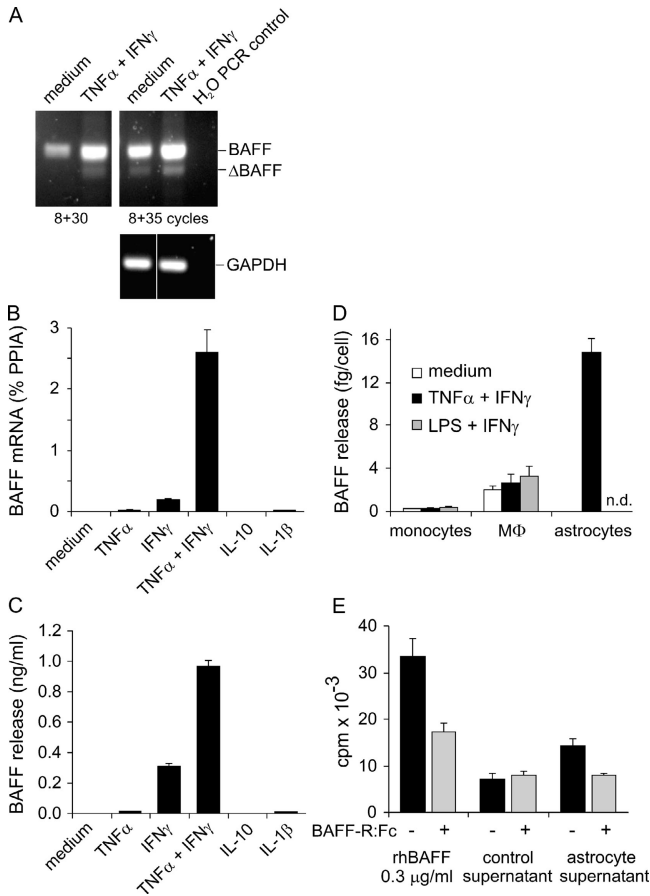 A
medium
TNFα + IFNγ
medium
TNFα + IFNγ
H₂O PCR control
BAFF
ΔBAFF
8+30
8+35 cycles
GAPDH
B
BAFF mRNA (% PPIA)
3
2
1
0
medium
TNFα
IFNγ
TNFα + IFNγ
IL-10
IL-1β
C
BAFF release (ng/ml)
1.2
1.0
0.8
0.6
0.4
0.2
0.0
medium
TNFα
IFNγ
TNFα + IFNγ
IL-10
IL-1β
D
BAFF release (fg/cell)
16
12
8
4
0
medium
TNFα + IFNγ
LPS + IFNγ
n.d.
monocytes
MΦ
astrocytes
E
cpm x 10⁻³
40
30
20
10
0
BAFF-R:Fc
- + - + - +
rhBAFF
0.3 µg/ml
control
supernatant
astrocyte
supernatant